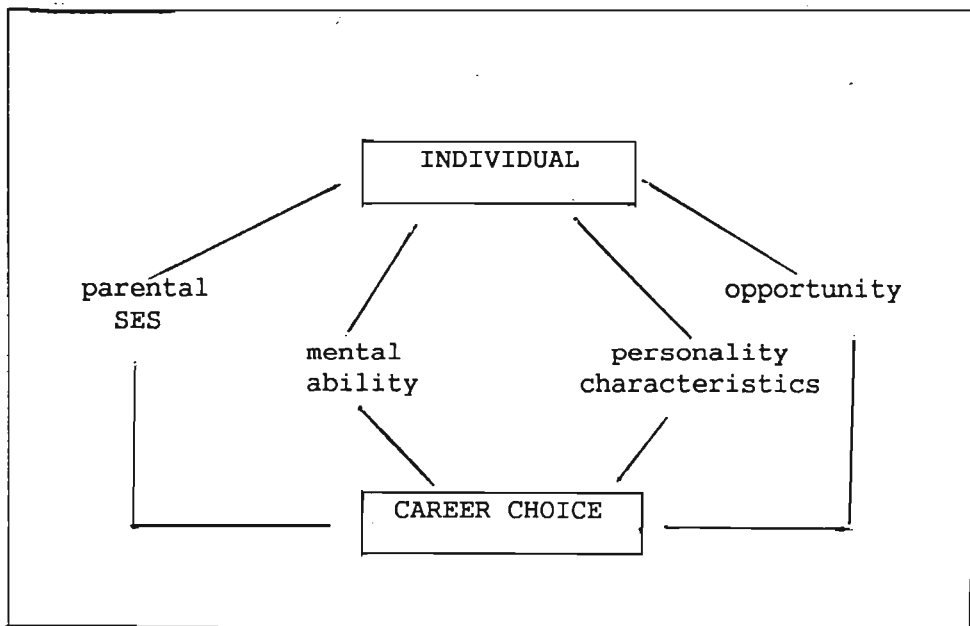 INDIVIDUAL
parental
SES
opportunity
mental
ability
personality
characteristics
CAREER CHOICE